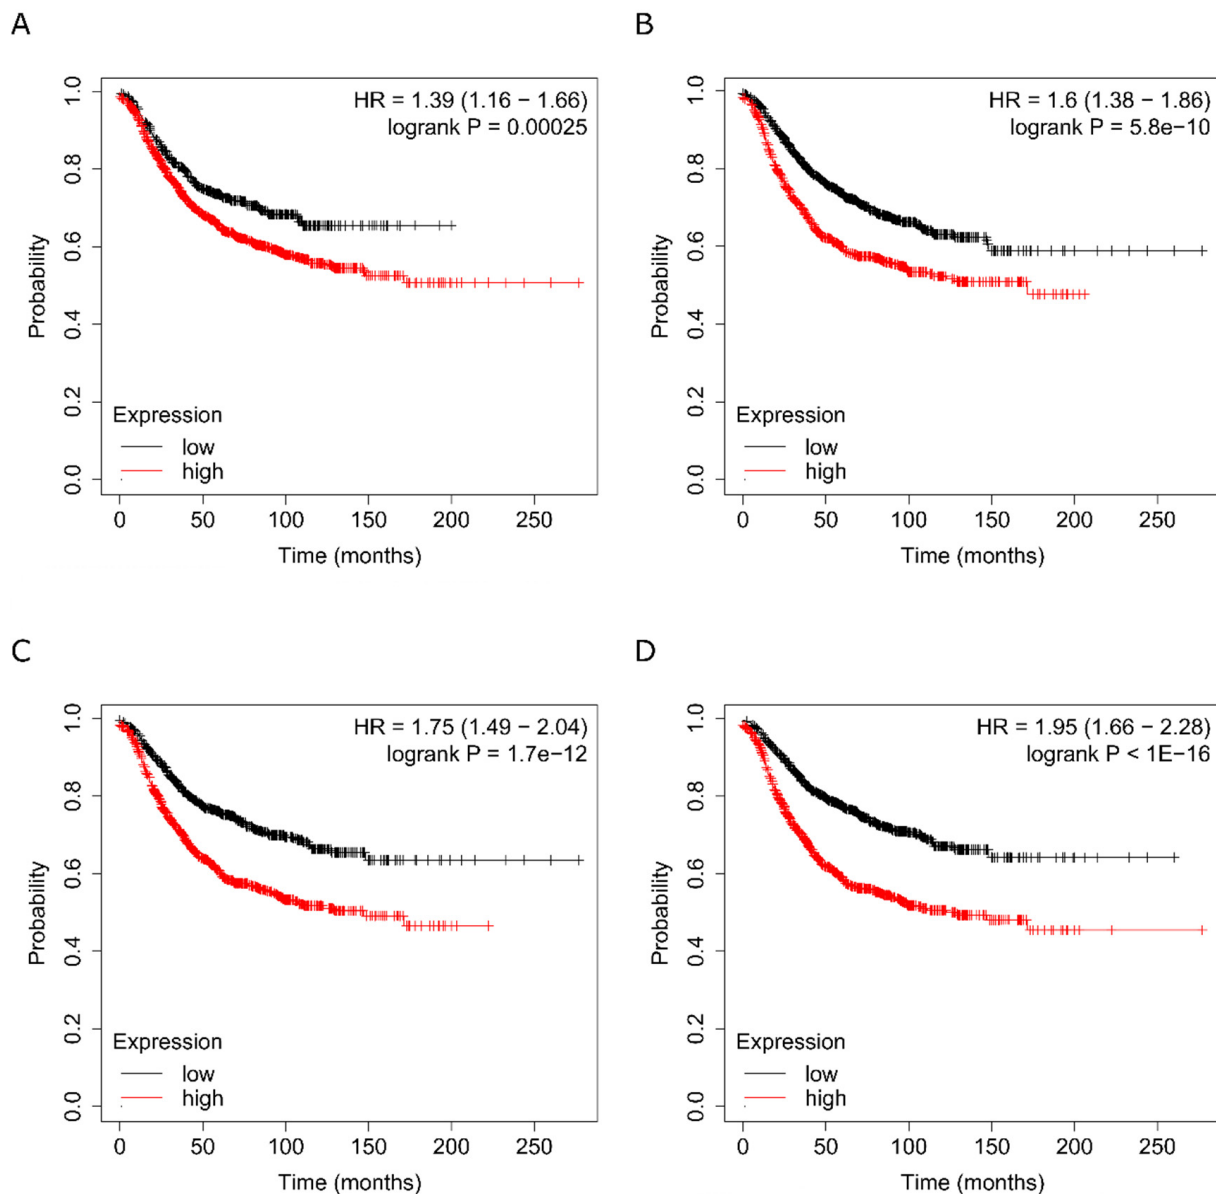 A
HR = 1.39 (1.16 − 1.66)
logrank P = 0.00025
Probability
1.0
0.8
0.6
0.4
0.2
0.0
Expression
low
high
0 50 100 150 200 250
Time (months)
B
HR = 1.6 (1.38 − 1.86)
logrank P = 5.8e−10
Probability
1.0
0.8
0.6
0.4
0.2
0.0
Expression
low
high
0 50 100 150 200 250
Time (months)
C
HR = 1.75 (1.49 − 2.04)
logrank P = 1.7e−12
Probability
1.0
0.8
0.6
0.4
0.2
0.0
Expression
low
high
0 50 100 150 200 250
Time (months)
D
HR = 1.95 (1.66 − 2.28)
logrank P < 1E−16
Probability
1.0
0.8
0.6
0.4
0.2
0.0
Expression
low
high
0 50 100 150 200 250
Time (months)